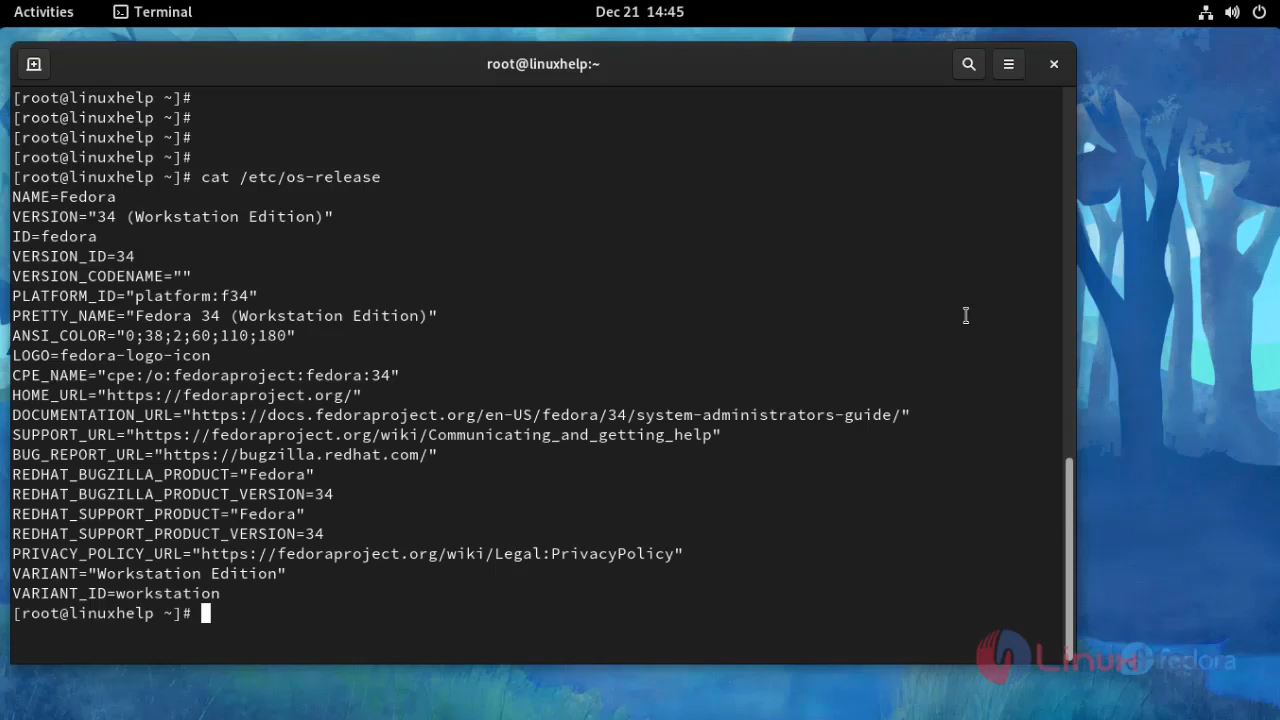 Activities Terminal Dec 21 14:45
root@linuxhelp:~
[root@linuxhelp ~]#
[root@linuxhelp ~]#
[root@linuxhelp ~]#
[root@linuxhelp ~]#
[root@linuxhelp ~]# cat /etc/os-release
NAME=Fedora
VERSION="34 (Workstation Edition)"
ID=fedora
VERSION_ID=34
VERSION_CODENAME=""
PLATFORM_ID="platform:f34"
PRETTY_NAME="Fedora 34 (Workstation Edition)"
ANSI_COLOR="0;38;2;60;110;180"
LOGO=fedora-logo-icon
CPE_NAME="cpe:/o:fedoraproject:fedora:34"
HOME_URL="https://fedoraproject.org/"
DOCUMENTATION_URL="https://docs.fedoraproject.org/en-US/fedora/34/system-administrators-guide/"
SUPPORT_URL="https://fedoraproject.org/wiki/Communicating_and_getting_help"
BUG_REPORT_URL="https://bugzilla.redhat.com/"
REDHAT_BUGZILLA_PRODUCT="Fedora"
REDHAT_BUGZILLA_PRODUCT_VERSION=34
REDHAT_SUPPORT_PRODUCT="Fedora"
REDHAT_SUPPORT_PRODUCT_VERSION=34
PRIVACY_POLICY_URL="https://fedoraproject.org/wiki/Legal:PrivacyPolicy"
VARIANT="Workstation Edition"
VARIANT_ID=workstation
[root@linuxhelp ~]#
fedora